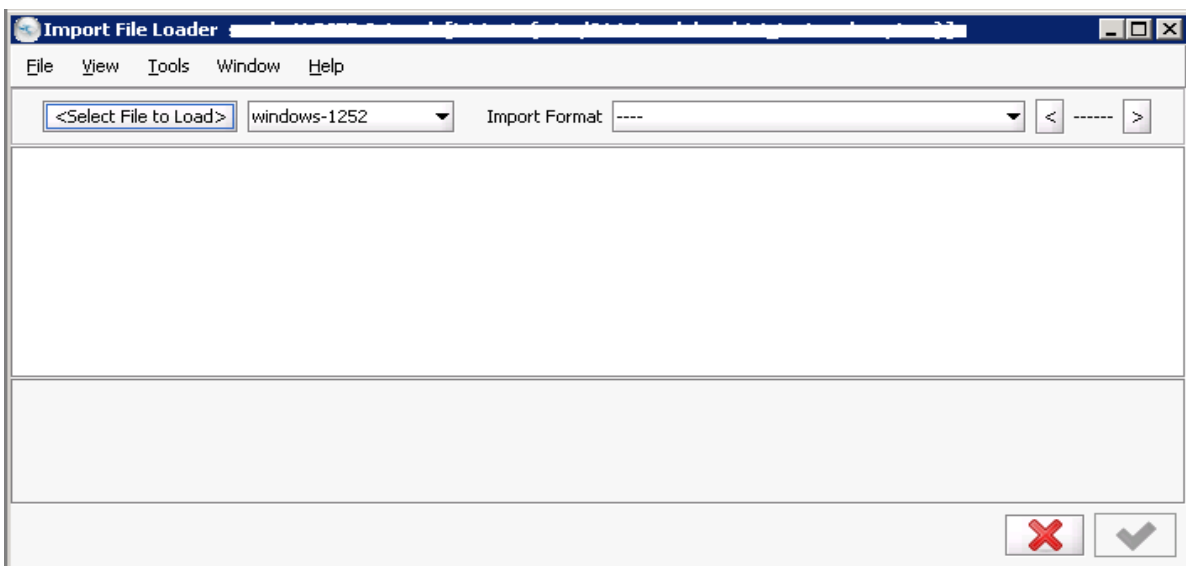 Import File Loader
File View Tools Window Help
<Select File to Load> windows-1252 Import Format ---- < ------ >